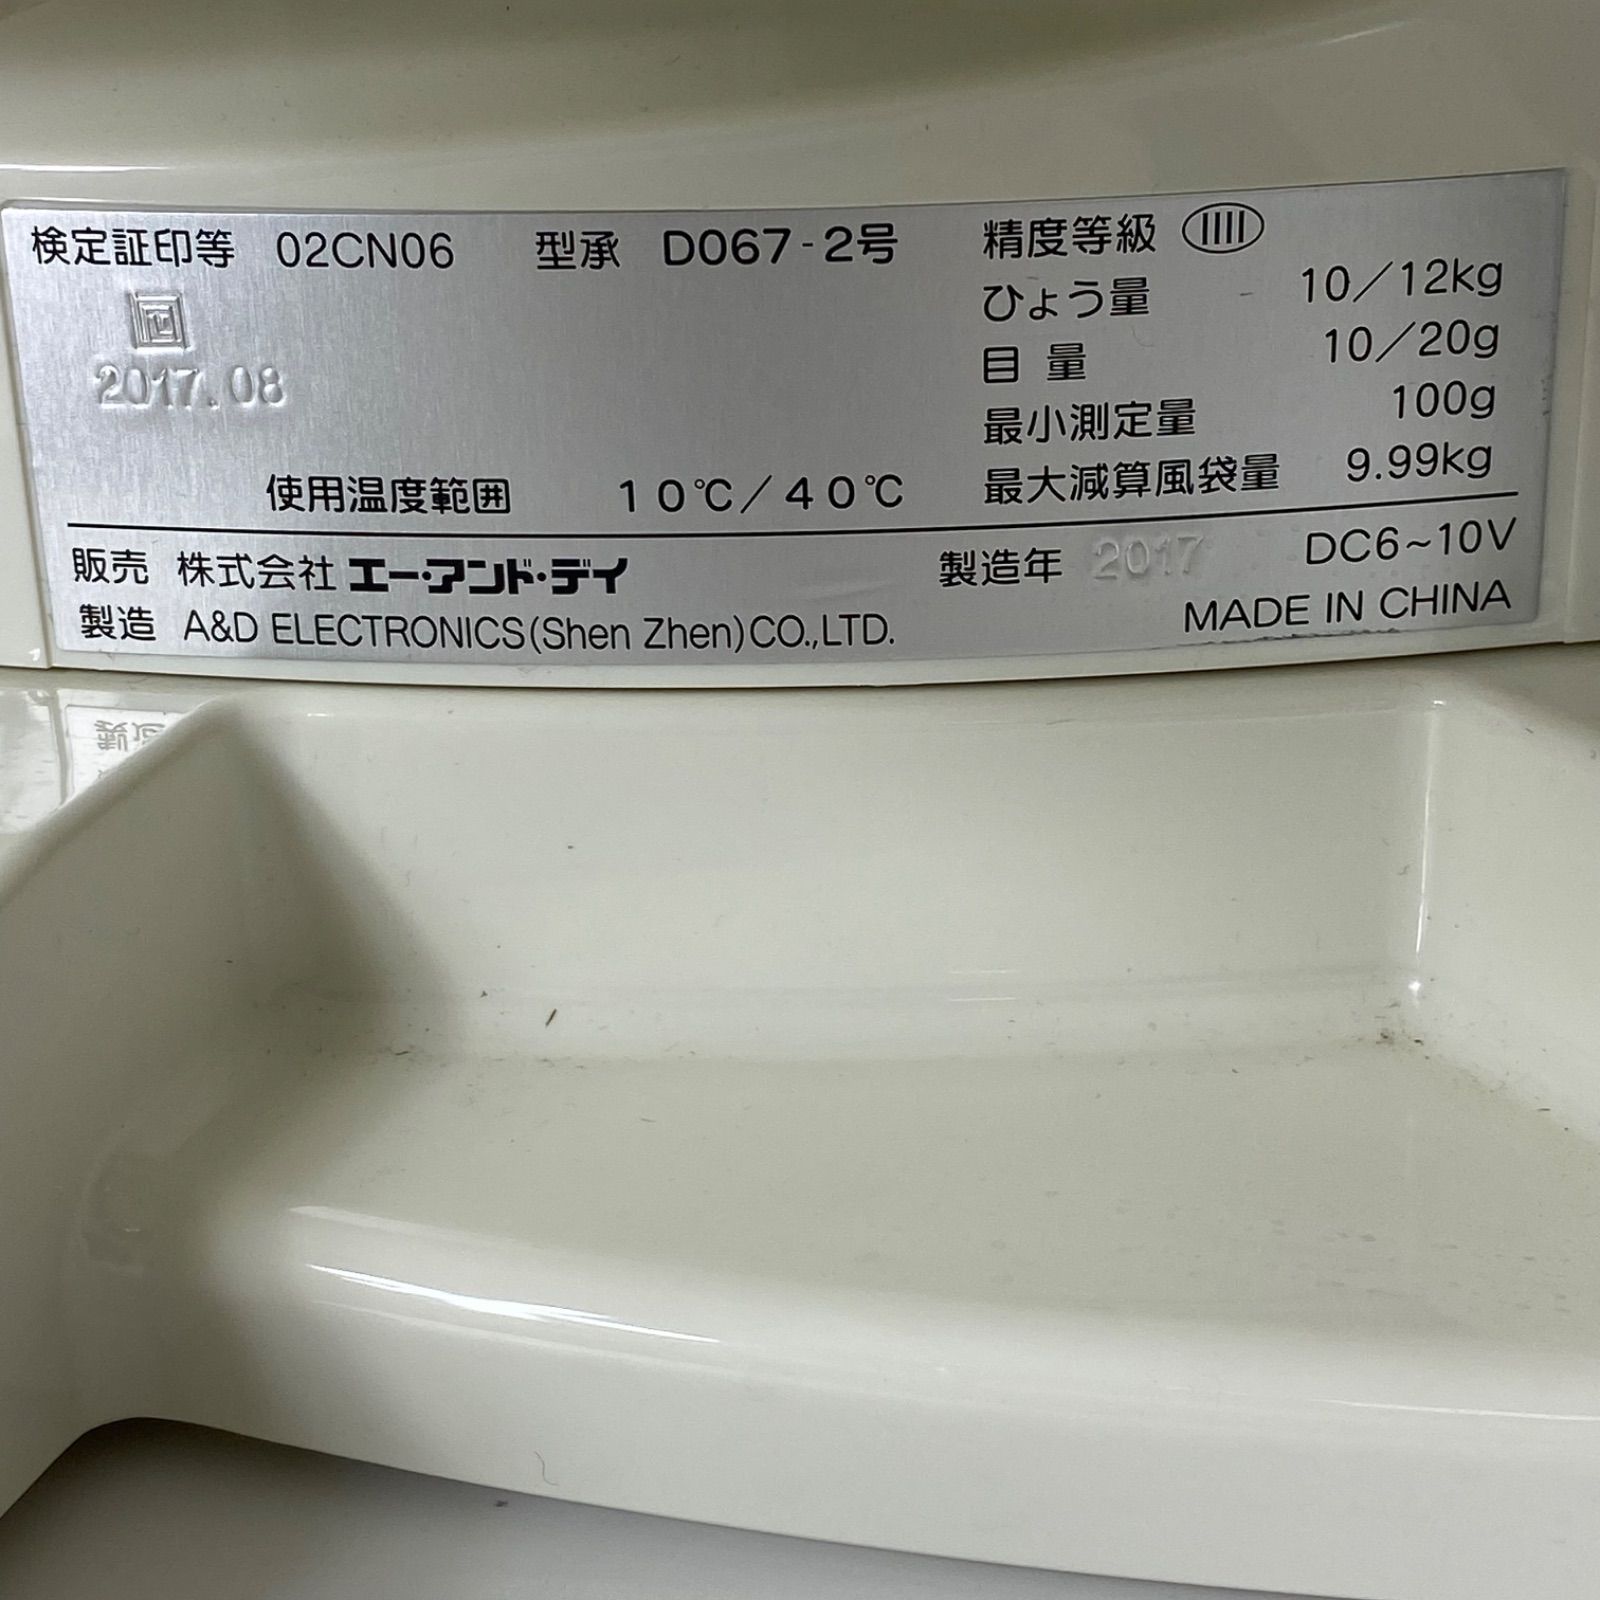 検定証印等 02CN06 型承 D067-2号 精度等級 IIII
ひょう量 10/12kg
目量 10/20g
2017.08
最小測定量 100g
使用温度範囲 10℃/40℃ 最大減算風袋量 9.99kg
販売 株式会社 エー・アンド・デイ 製造年 2017 DC6~10V
製造 A&D ELECTRONICS(Shen Zhen)CO.,LTD. MADE IN CHINA